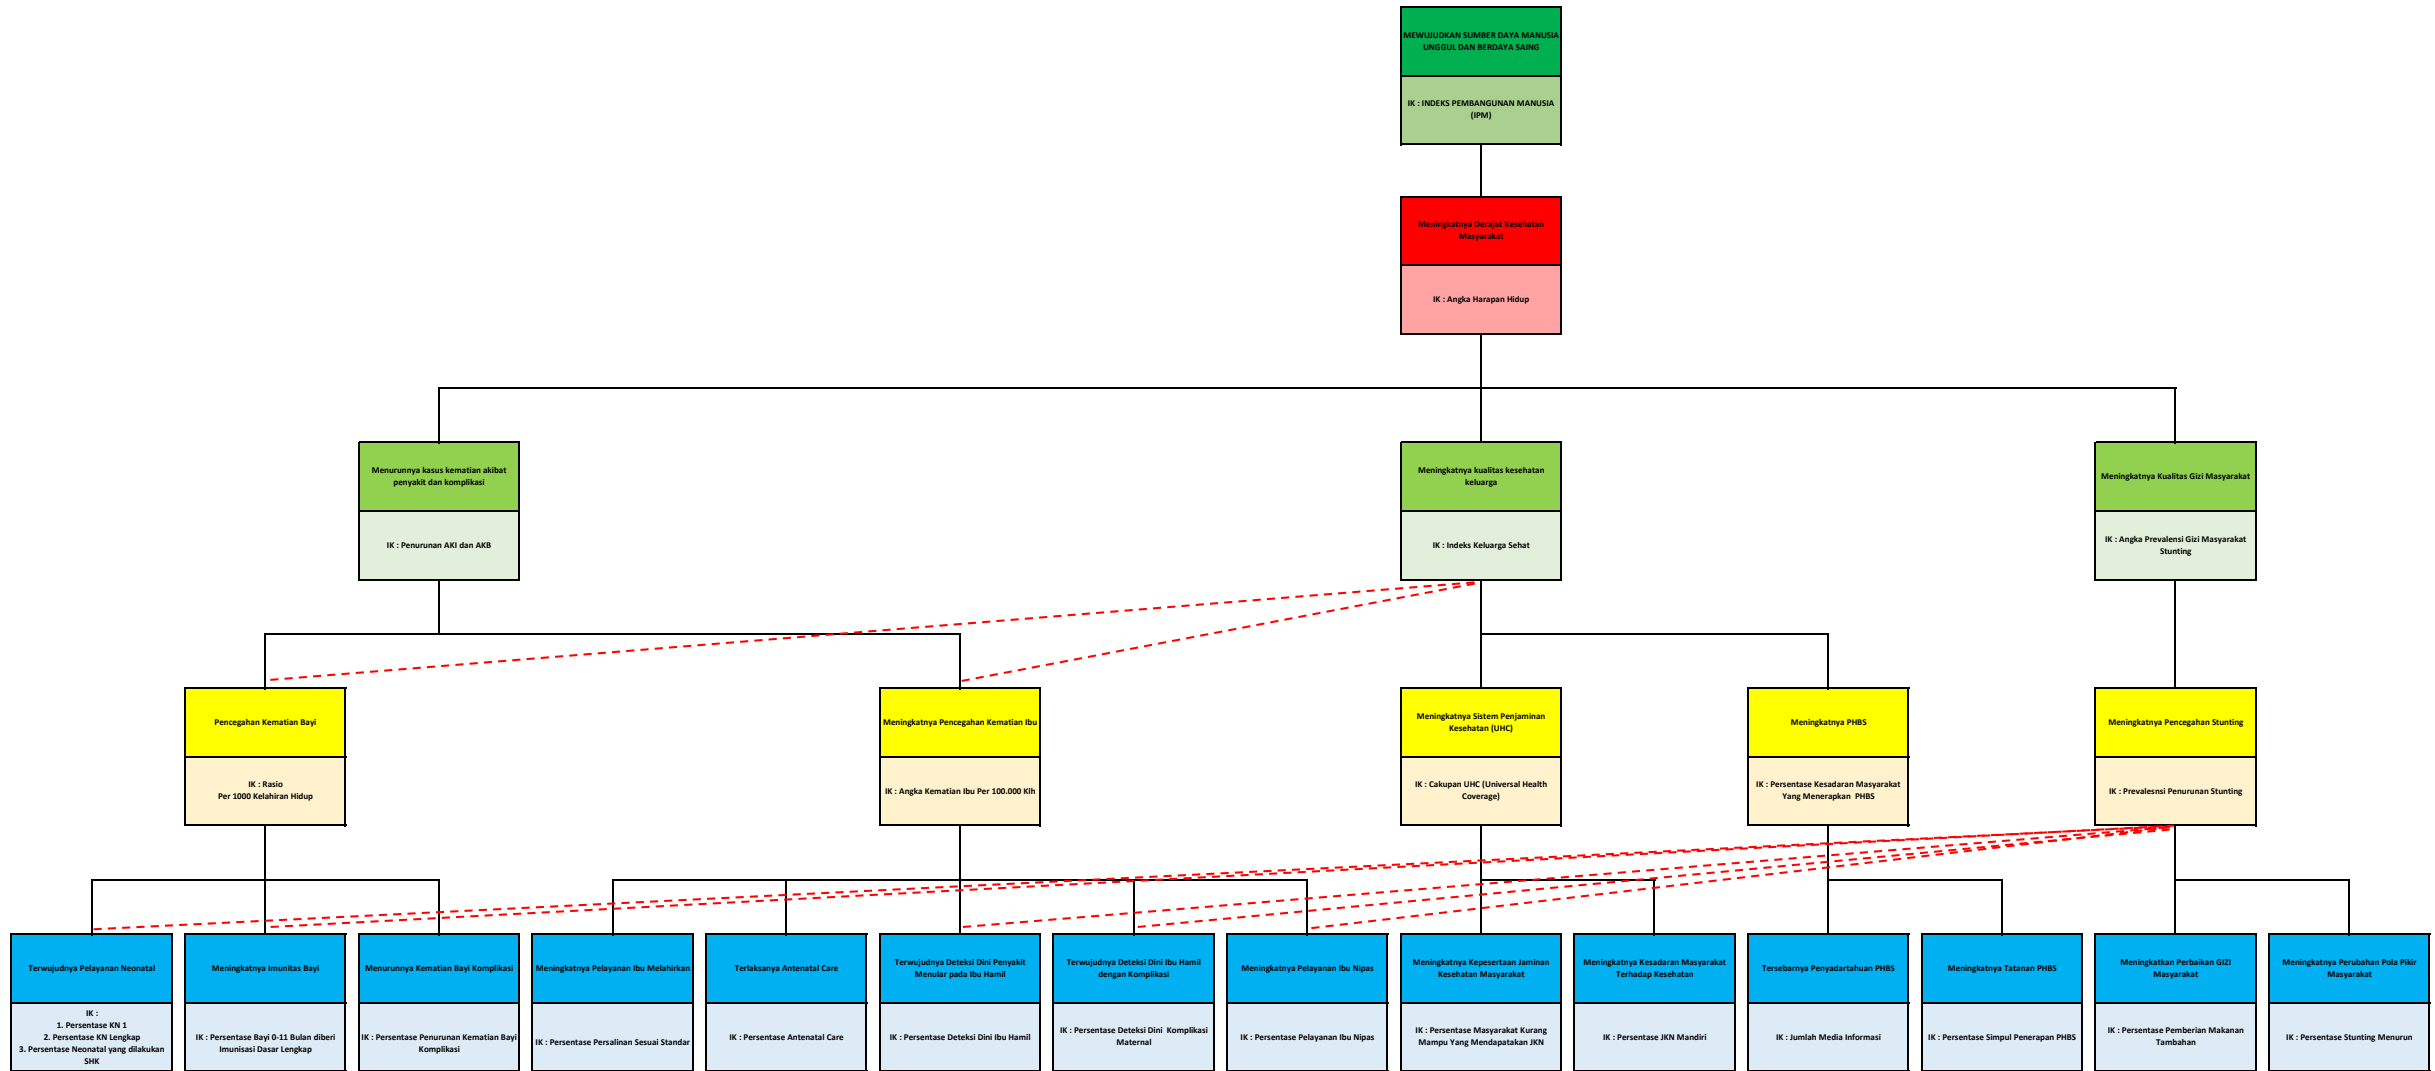 MEWUJUDKAN SUMBER DAYA MANUSIA
UNGGUL DAN BERDAYA SAING
IK : INDEKS PEMBANGUNAN MANUSIA
(IPM)
Meningkatnya Derajat Kesehatan
Masyarakat
IK : Angka Harapan Hidup
Menurunnya kasus kematian akibat
penyakit dan komplikasi
IK : Penurunan AKI dan AKB
Meningkatnya kualitas kesehatan
keluarga
IK : Indeks Keluarga Sehat
Meningkatnya Kualitas Gizi Masyarakat
IK : Angka Prevalensi Gizi Masyarakat
Stunting
Pencegahan Kematian Bayi
IK : Rasio
Per 1000 Kelahiran Hidup
Meningkatnya Pencegahan Kematian Ibu
IK : Angka Kematian Ibu Per 100.000 Klh
Meningkatnya Sistem Penjaminan
Kesehatan (UHC)
IK : Cakupan UHC (Universal Health
Coverage)
Meningkatnya PHBS
IK : Persentase Kesadaran Masyarakat
Yang Menerapkan PHBS
Meningkatnya Pencegahan Stunting
IK : Prevalesnsi Penurunan Stunting
Terwujudnya Pelayanan Neonatal
IK :
1. Persentase KN 1
2. Persentase KN Lengkap
3. Persentase Neonatal yang dilakukan
SHK
Meningkatnya Imunitas Bayi
IK : Persentase Bayi 0-11 Bulan diberi
Imunisasi Dasar Lengkap
Menurunnya Kematian Bayi Komplikasi
IK : Persentase Penurunan Kematian Bayi
Komplikasi
Meningkatnya Pelayanan Ibu Melahirkan
IK : Persentase Persalinan Sesuai Standar
Terlaksanya Antenatal Care
IK : Persentase Antenatal Care
Terwujudnya Deteksi Dini Penyakit
Menular pada Ibu Hamil
IK : Persentase Deteksi Dini Ibu Hamil
Terwujudnya Deteksi Dini Ibu Hamil
dengan Komplikasi
IK : Persentase Deteksi Dini Komplikasi
Maternal
Meningkatnya Pelayanan Ibu Nipas
IK : Persentase Pelayanan Ibu Nipas
Meningkatnya Kepesertaan Jaminan
Kesehatan Masyarakat
IK : Persentase Masyarakat Kurang
Mampu Yang Mendapatakan JKN
Meningkatnya Kesadaran Masyarakat
Terhadap Kesehatan
IK : Persentase JKN Mandiri
Tersebarnya Penyadartahuan PHBS
IK : Jumlah Media Informasi
Meningkatnya Tatanan PHBS
IK : Persentase Simpul Penerapan PHBS
Meningkatkan Perbaikan GIZI
Masyarakat
IK : Persentase Pemberian Makanan
Tambahan
Meningkatnya Perubahan Pola Pikir
Masyarakat
IK : Persentase Stunting Menurun